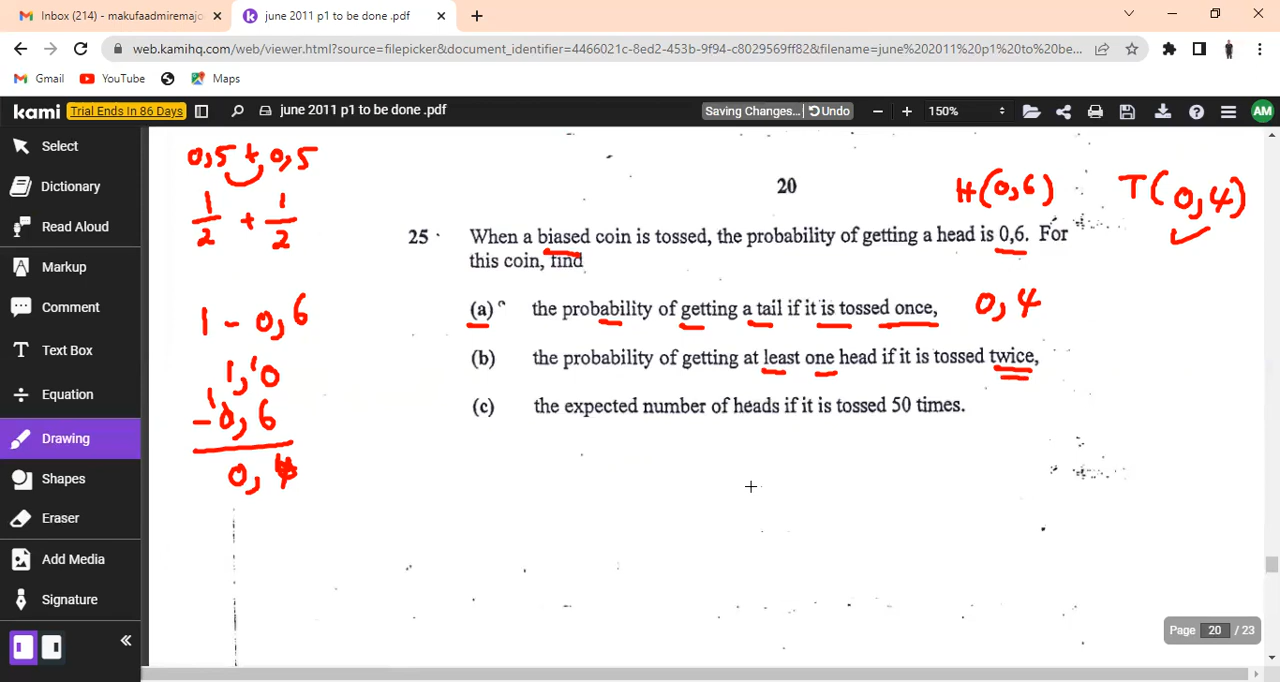 Inbox (214) - makufaadmiremajo
june 2011 p1 to be done .pdf
web.kamihq.com/web/viewer.html?source=filepicker&document_identifier=4466021c-8ed2-453b-9f94-c8029569ff82&filename=june%202011%20p1%20to%20be...
Gmail YouTube Maps
kami Trial Ends In 86 Days june 2011 p1 to be done .pdf Saving Changes... Undo 150% AM
Select
Dictionary
Read Aloud
Markup
Comment
Text Box
Equation
Drawing
Shapes
Eraser
Add Media
Signature
0,5 + 0,5
1/2 + 1/2
1 - 0,6
1,10
- 10,6
0,4
20
H(0,6) T(0,4)
25 When a biased coin is tossed, the probability of getting a head is 0,6. For
this coin, find
(a) the probability of getting a tail if it is tossed once, 0,4
(b) the probability of getting at least one head if it is tossed twice,
(c) the expected number of heads if it is tossed 50 times.
Page 20 / 23